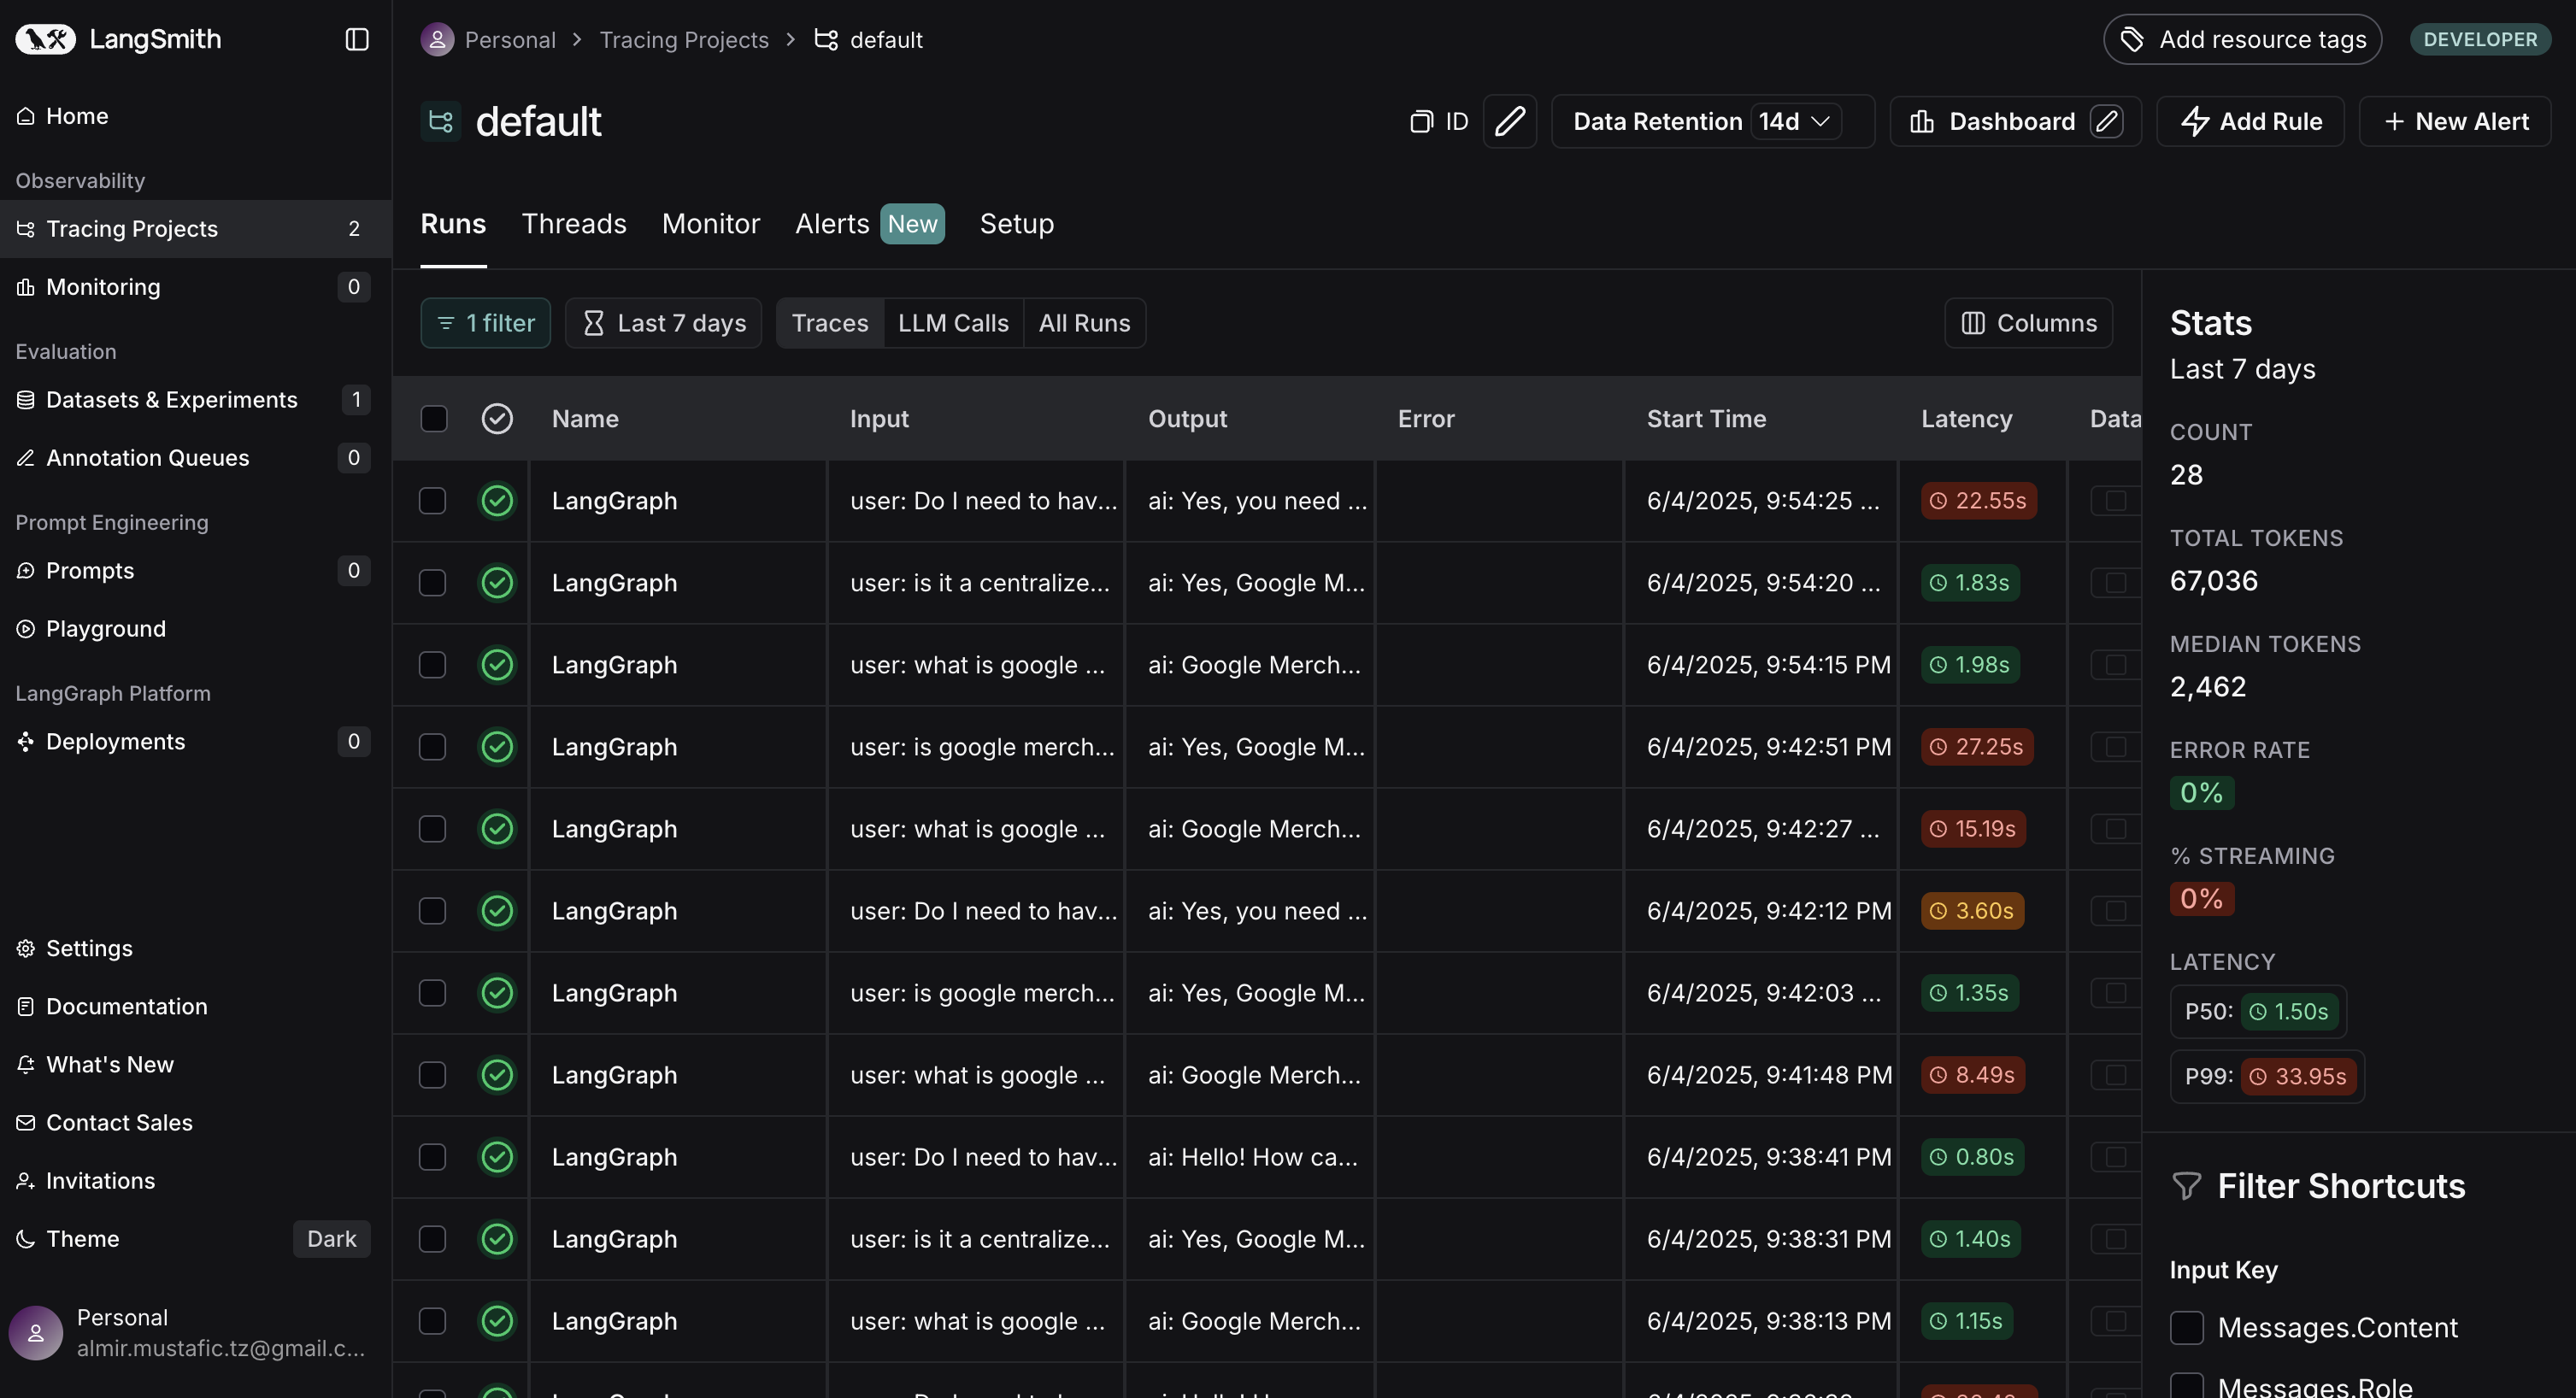 LangSmith
Home
Observability
Tracing Projects 2
Monitoring 0
Evaluation
Datasets & Experiments 1
Annotation Queues 0
Prompt Engineering
Prompts 0
Playground
LangGraph Platform
Deployments 0
Settings
Documentation
What's New
Contact Sales
Invitations
Theme Dark
Personal
almir.mustafic.tz@gmail.c...
Personal > Tracing Projects > default
Add resource tags
DEVELOPER
default
ID
Data Retention 14d
Dashboard
Add Rule
+ New Alert
Runs Threads Monitor Alerts New Setup
1 filter Last 7 days Traces LLM Calls All Runs Columns
Name Input Output Error Start Time Latency Data
LangGraph user: Do I need to hav... ai: Yes, you need ... 6/4/2025, 9:54:25 ... 22.55s
LangGraph user: is it a centralize... ai: Yes, Google M... 6/4/2025, 9:54:20 ... 1.83s
LangGraph user: what is google ... ai: Google Merch... 6/4/2025, 9:54:15 PM 1.98s
LangGraph user: is google merch... ai: Yes, Google M... 6/4/2025, 9:42:51 PM 27.25s
LangGraph user: what is google ... ai: Google Merch... 6/4/2025, 9:42:27 ... 15.19s
LangGraph user: Do I need to hav... ai: Yes, you need ... 6/4/2025, 9:42:12 PM 3.60s
LangGraph user: is google merch... ai: Yes, Google M... 6/4/2025, 9:42:03 ... 1.35s
LangGraph user: what is google ... ai: Google Merch... 6/4/2025, 9:41:48 PM 8.49s
LangGraph user: Do I need to hav... ai: Hello! How ca... 6/4/2025, 9:38:41 PM 0.80s
LangGraph user: is it a centralize... ai: Yes, Google M... 6/4/2025, 9:38:31 PM 1.40s
LangGraph user: what is google ... ai: Google Merch... 6/4/2025, 9:38:13 PM 1.15s
Stats
Last 7 days
COUNT
28
TOTAL TOKENS
67,036
MEDIAN TOKENS
2,462
ERROR RATE
0%
% STREAMING
0%
LATENCY
P50: 1.50s
P99: 33.95s
Filter Shortcuts
Input Key
Messages.Content
Messages.Role